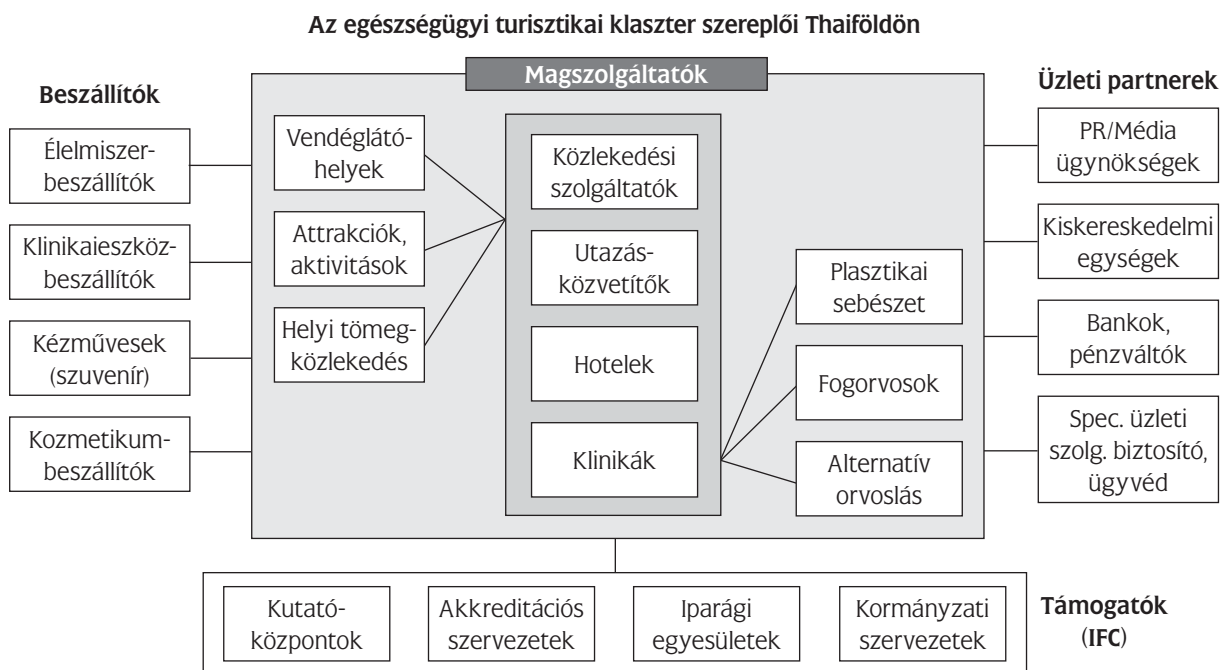 Az egészségügyi turisztikai klaszter szereplői Thaiföldön
Magszolgáltatók
Beszállítók
Élelmiszer-
beszállítók
Klinikaieszköz-
beszállítók
Kézművesek
(szuvenír)
Kozmetikum-
beszállítók
Vendéglátó-
helyek
Attrakciók,
aktivitások
Helyi tömeg-
közlekedés
Közlekedési
szolgáltatók
Utazás-
közvetítők
Hotelek
Klinikák
Plasztikai
sebészet
Fogorvosok
Alternatív
orvoslás
Üzleti partnerek
PR/Média
ügynökségek
Kiskereskedelmi
egységek
Bankok,
pénzváltók
Spec. üzleti
szolg. biztosító,
ügyvéd
Kutató-
központok
Akkreditációs
szervezetek
Iparági
egyesületek
Kormányzati
szervezetek
Támogatók
(IFC)